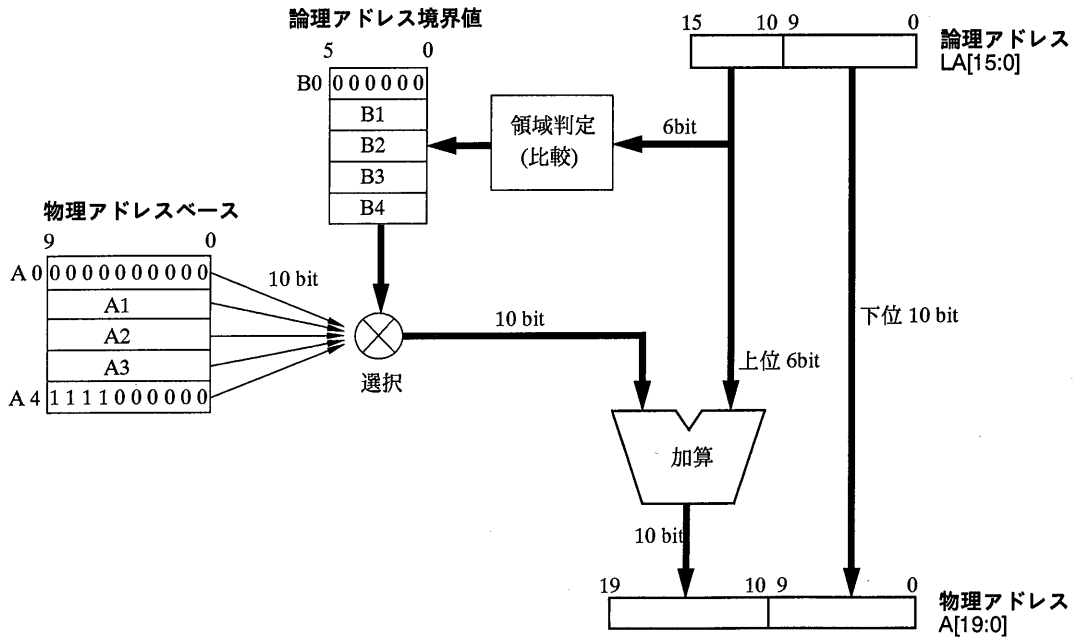 論理アドレス境界値
5 0
B0 000000
B1
B2
B3
B4
領域判定
(比較)
6bit
15 10 9 0
論理アドレス
LA[15:0]
物理アドレスベース
9 0
A 0 0000000000
A1
A2
A3
A 4 1111000000
10 bit
選択
10 bit
上位 6bit
下位 10 bit
加算
10 bit
19 10 9 0
物理アドレス
A[19:0]